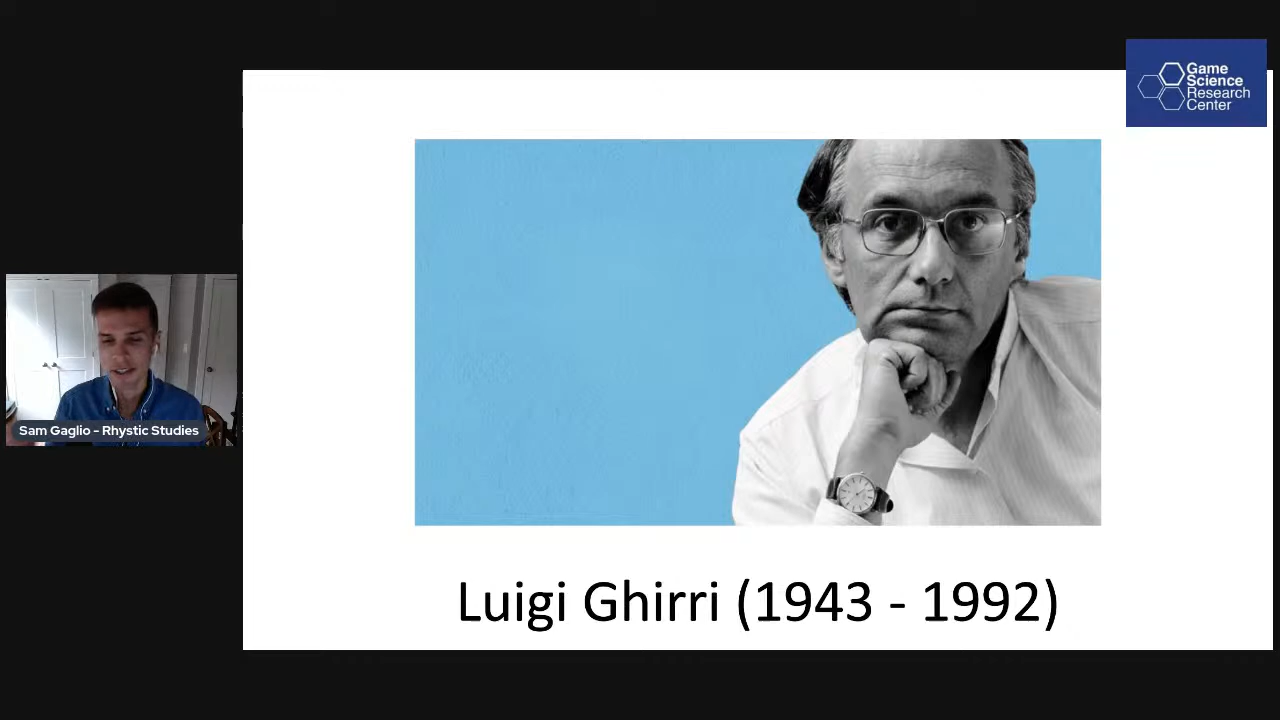 Game
Science
Research
Center
Sam Gaglio - Rhystic Studies
Luigi Ghirri (1943 - 1992)